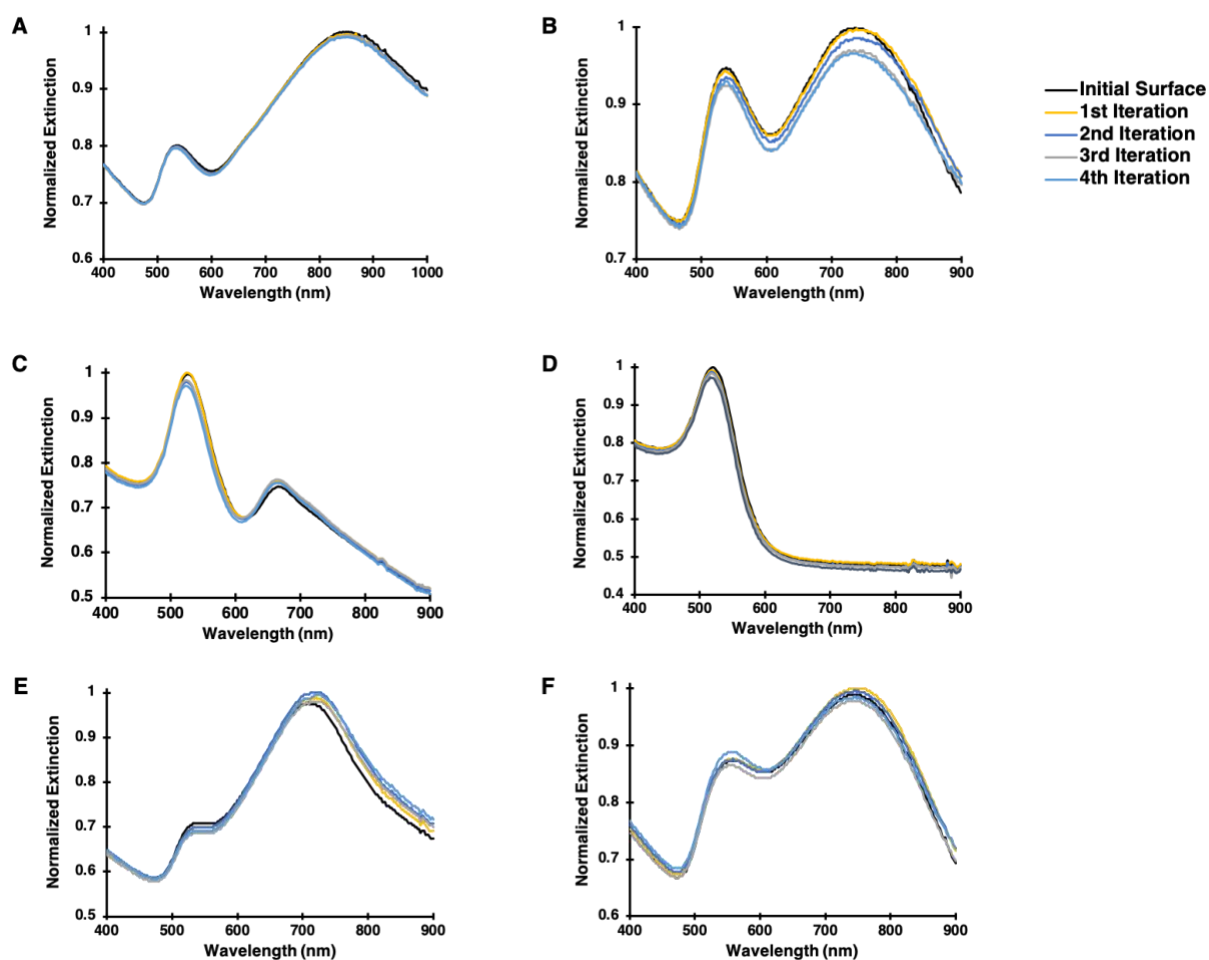 A
Normalized Extinction
1
0.9
0.8
0.7
0.6
400 500 600 700 800 900 1000
Wavelength (nm)
B
Normalized Extinction
1
0.9
0.8
0.7
400 500 600 700 800 900
Wavelength (nm)
Initial Surface
1st Iteration
2nd Iteration
3rd Iteration
4th Iteration
C
Normalized Extinction
1
0.9
0.8
0.7
0.6
0.5
400 500 600 700 800 900
Wavelength (nm)
D
Normalized Extinction
1
0.9
0.8
0.7
0.6
0.5
0.4
400 500 600 700 800 900
Wavelength (nm)
E
Normalized Extinction
1
0.9
0.8
0.7
0.6
0.5
400 500 600 700 800 900
Wavelength (nm)
F
Normalized Extinction
1
0.9
0.8
0.7
0.6
400 500 600 700 800 900
Wavelength (nm)